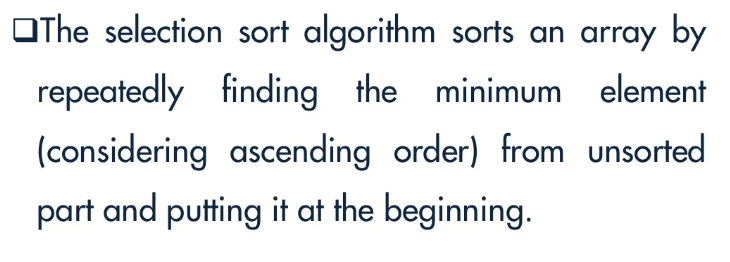 ❑The selection sort algorithm sorts an array by
repeatedly finding the minimum element
(considering ascending order) from unsorted
part and putting it at the beginning.